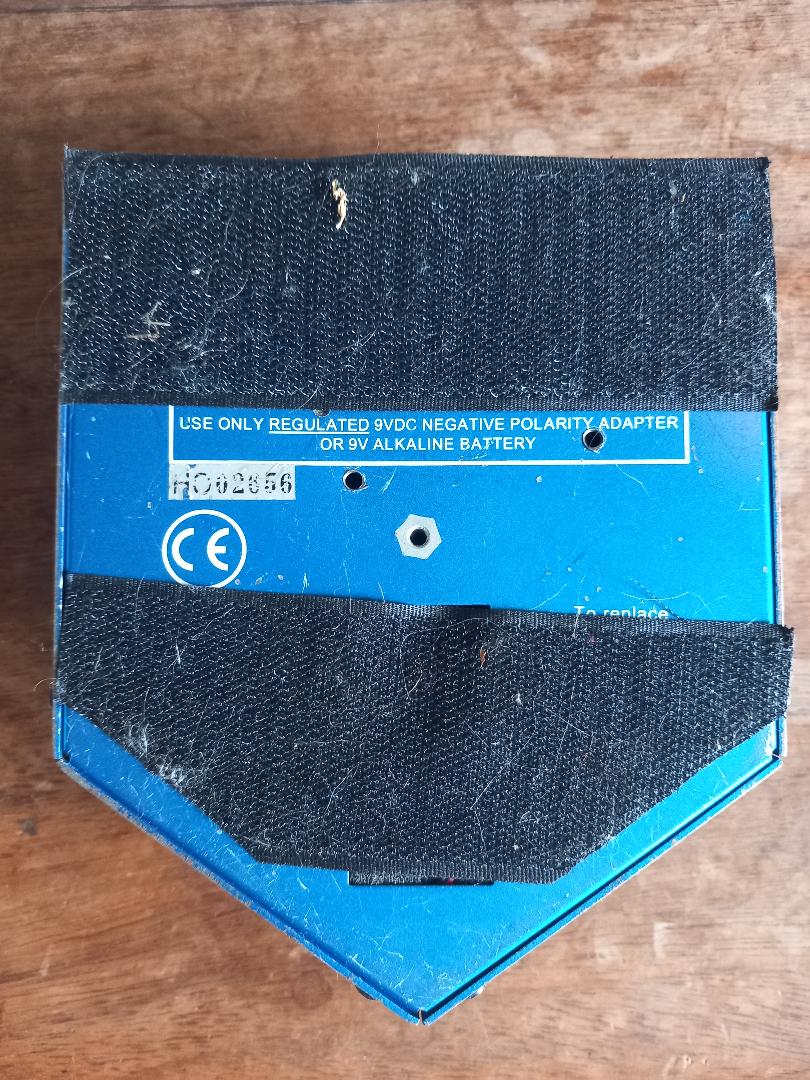 USE ONLY REGULATED 9VDC NEGATIVE POLARITY ADAPTER
OR 9V ALKALINE BATTERY
HO02656
CE
To replace